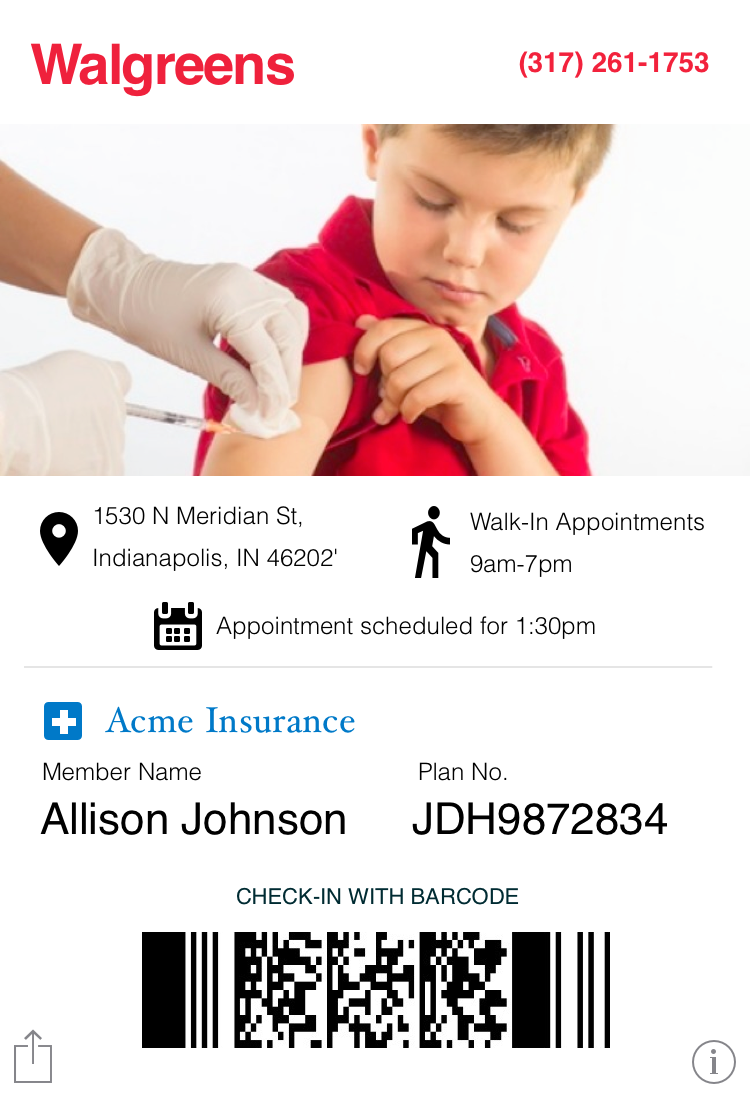 Walgreens
(317) 261-1753
1530 N Meridian St,
Indianapolis, IN 46202'
Walk-In Appointments
9am-7pm
Appointment scheduled for 1:30pm
Acme Insurance
Member Name
Plan No.
Allison Johnson
JDH9872834
CHECK-IN WITH BARCODE